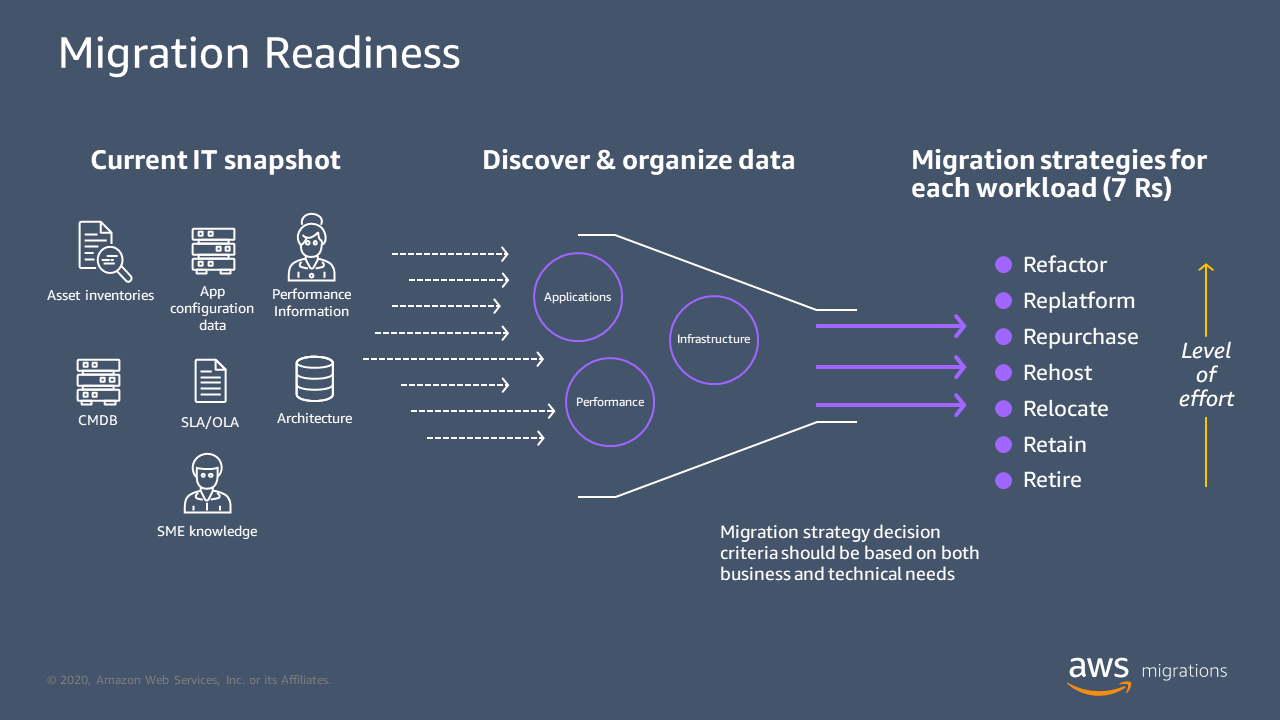 Migration Readiness
Current IT snapshot
Asset inventories
App
configuration
data
Performance
Information
CMDB
SLA/OLA
Architecture
SME knowledge
Discover & organize data
Applications
Infrastructure
Performance
Migration strategies for
each workload (7 Rs)
Refactor
Replatform
Repurchase
Rehost
Relocate
Retain
Retire
Level
of
effort
Migration strategy decision
criteria should be based on both
business and technical needs
© 2020, Amazon Web Services, Inc. or its Affiliates.
aws migrations